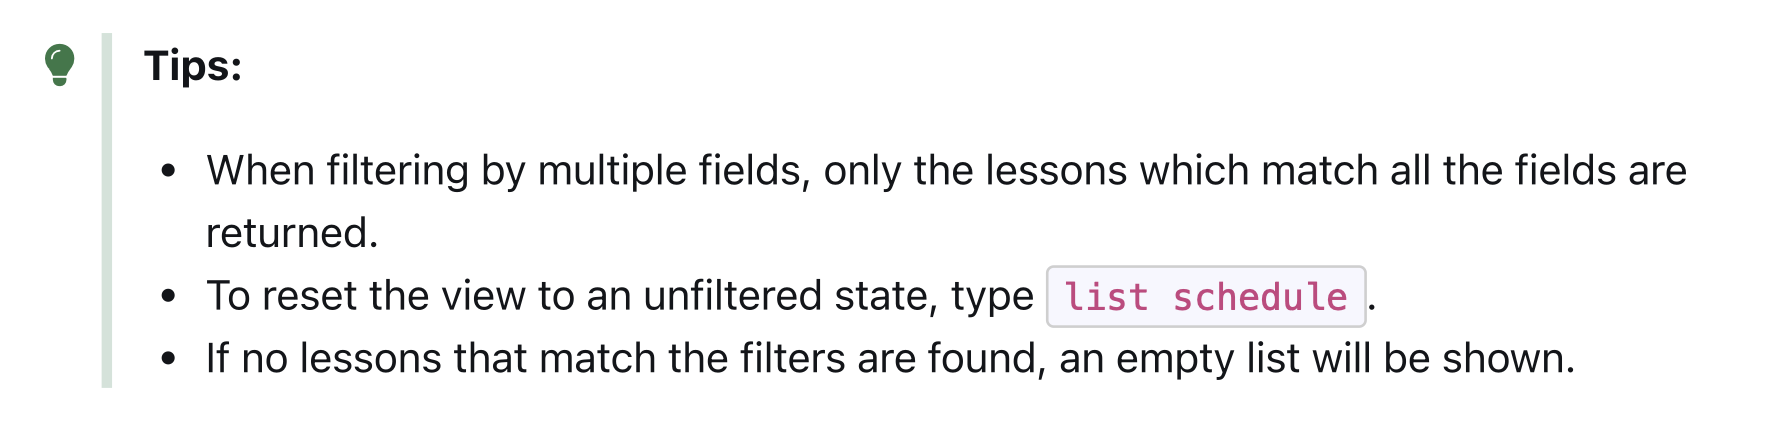 Tips:
• When filtering by multiple fields, only the lessons which match all the fields are
returned.
• To reset the view to an unfiltered state, type list schedule.
• If no lessons that match the filters are found, an empty list will be shown.